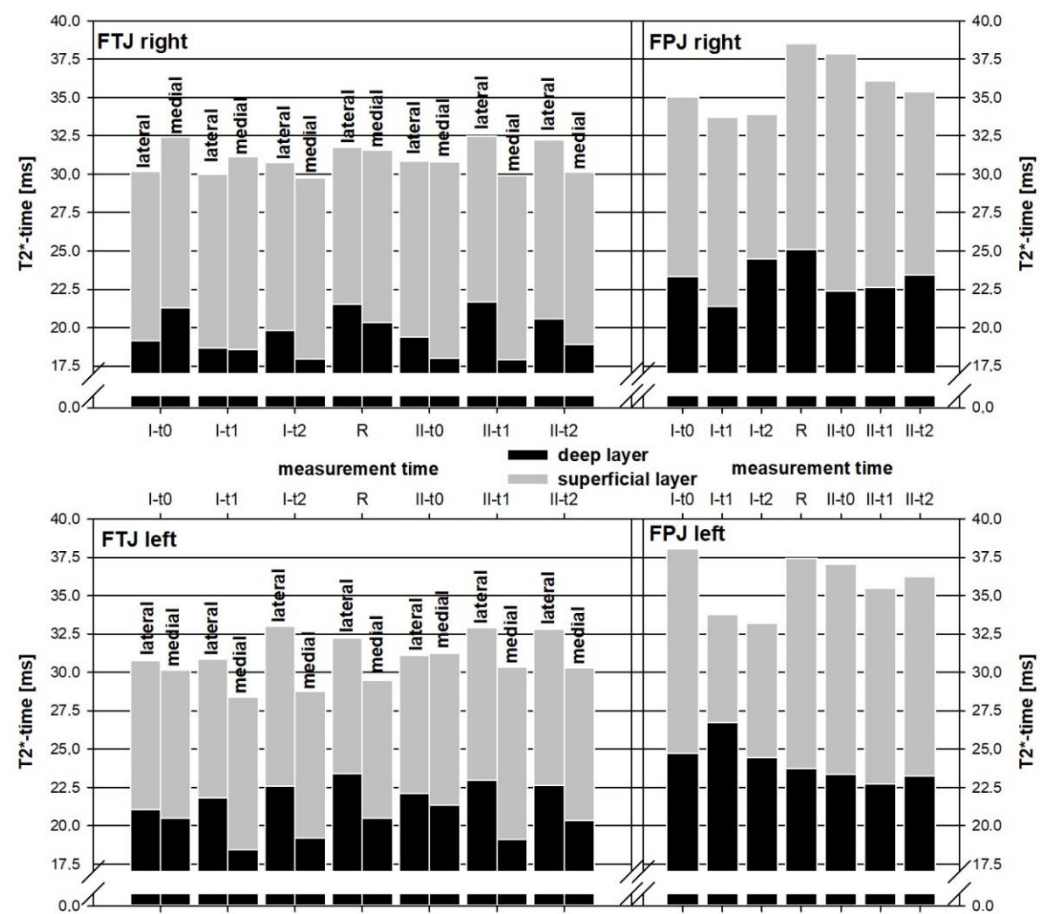 40.0
37.5
35.0
32.5
30.0
27.5
25.0
22.5
20.0
17.5
0.0
T2*-time [ms]
FTJ right
lateral medial lateral medial lateral medial lateral medial lateral medial lateral medial lateral medial
I-t0 I-t1 I-t2 R II-t0 II-t1 II-t2
measurement time
FPJ right
40.0
37.5
35.0
32.5
30.0
27.5
25.0
22.5
20.0
17.5
0.0
T2*-time [ms]
I-t0 I-t1 I-t2 R II-t0 II-t1 II-t2
measurement time
deep layer
superficial layer
I-t0 I-t1 I-t2 R II-t0 II-t1 II-t2
40.0
37.5
35.0
32.5
30.0
27.5
25.0
22.5
20.0
17.5
0.0
T2*-time [ms]
FTJ left
lateral medial lateral medial lateral medial lateral medial lateral medial lateral medial lateral medial
I-t0 I-t1 I-t2 R II-t0 II-t1 II-t2
FPJ left
40.0
37.5
35.0
32.5
30.0
27.5
25.0
22.5
20.0
17.5
0.0
T2*-time [ms]